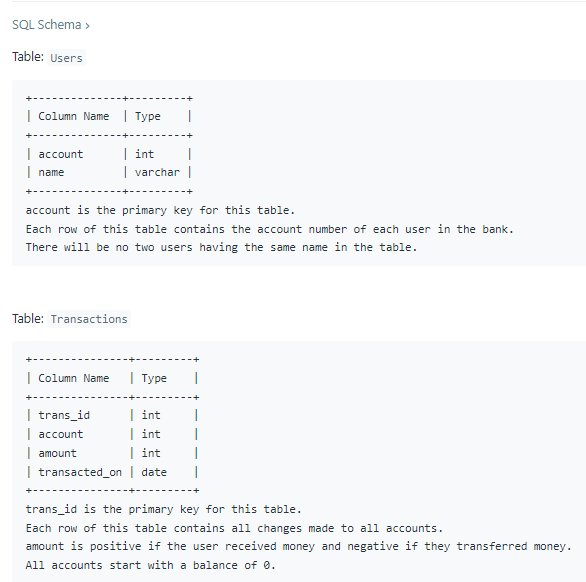 SQL Schema >
Table: Users
+--------------+---------+
| Column Name  | Type    |
+--------------+---------+
| account      | int     |
| name         | varchar |
+--------------+---------+
account is the primary key for this table.
Each row of this table contains the account number of each user in the bank.
There will be no two users having the same name in the table.
Table: Transactions
+---------------+---------+
| Column Name   | Type    |
+---------------+---------+
| trans_id      | int     |
| account       | int     |
| amount        | int     |
| transacted_on | date    |
+---------------+---------+
trans_id is the primary key for this table.
Each row of this table contains all changes made to all accounts.
amount is positive if the user received money and negative if they transferred money.
All accounts start with a balance of 0.